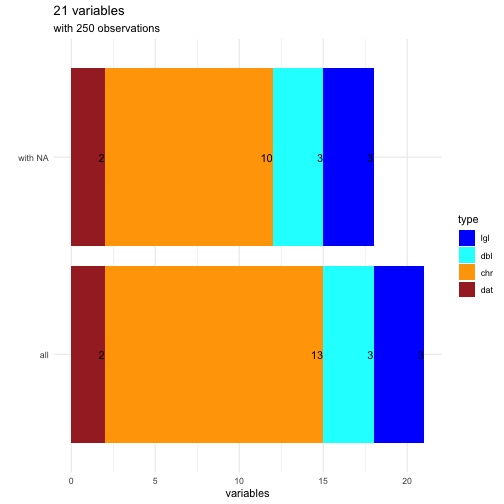 21 variables
with 250 observations
with NA
2
10
3
3
all
2
13
3
3
0
5
10
15
20
variables
type
lgl
dbl
chr
dat